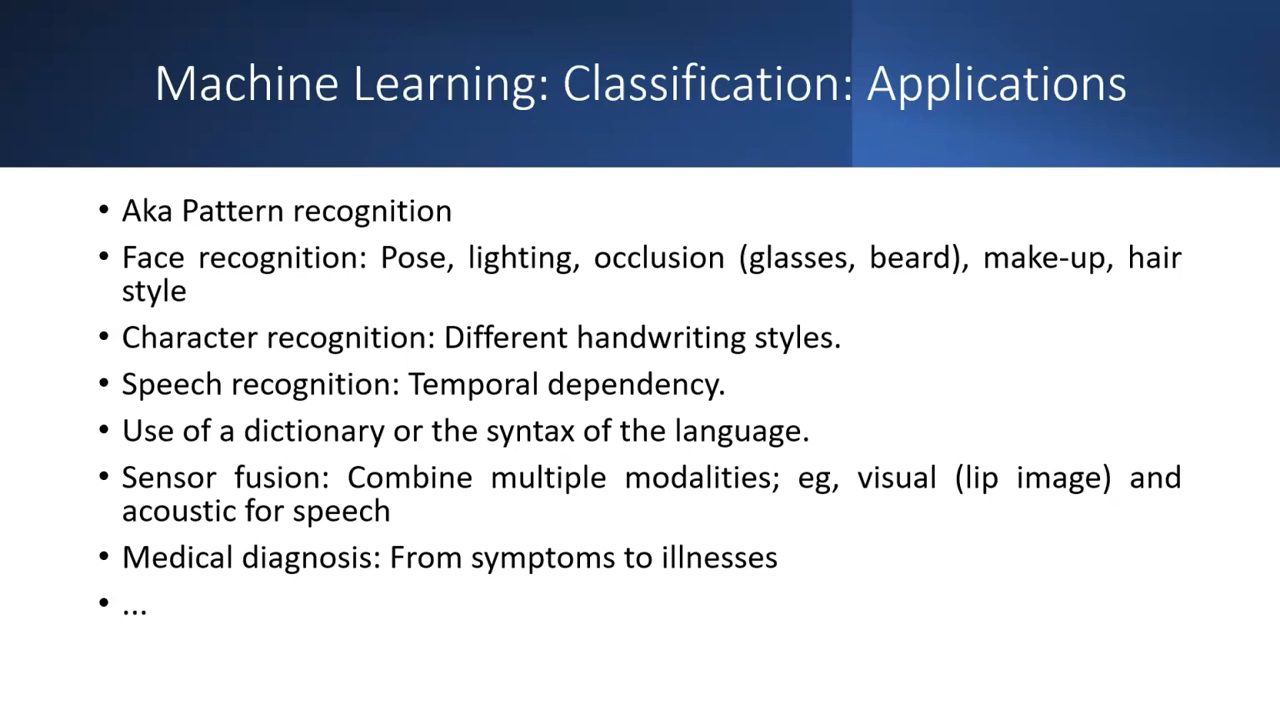 Machine Learning: Classification: Applications
• Aka Pattern recognition
• Face recognition: Pose, lighting, occlusion (glasses, beard), make-up, hair
style
• Character recognition: Different handwriting styles.
• Speech recognition: Temporal dependency.
• Use of a dictionary or the syntax of the language.
• Sensor fusion: Combine multiple modalities; eg, visual (lip image) and
acoustic for speech
• Medical diagnosis: From symptoms to illnesses
• ...